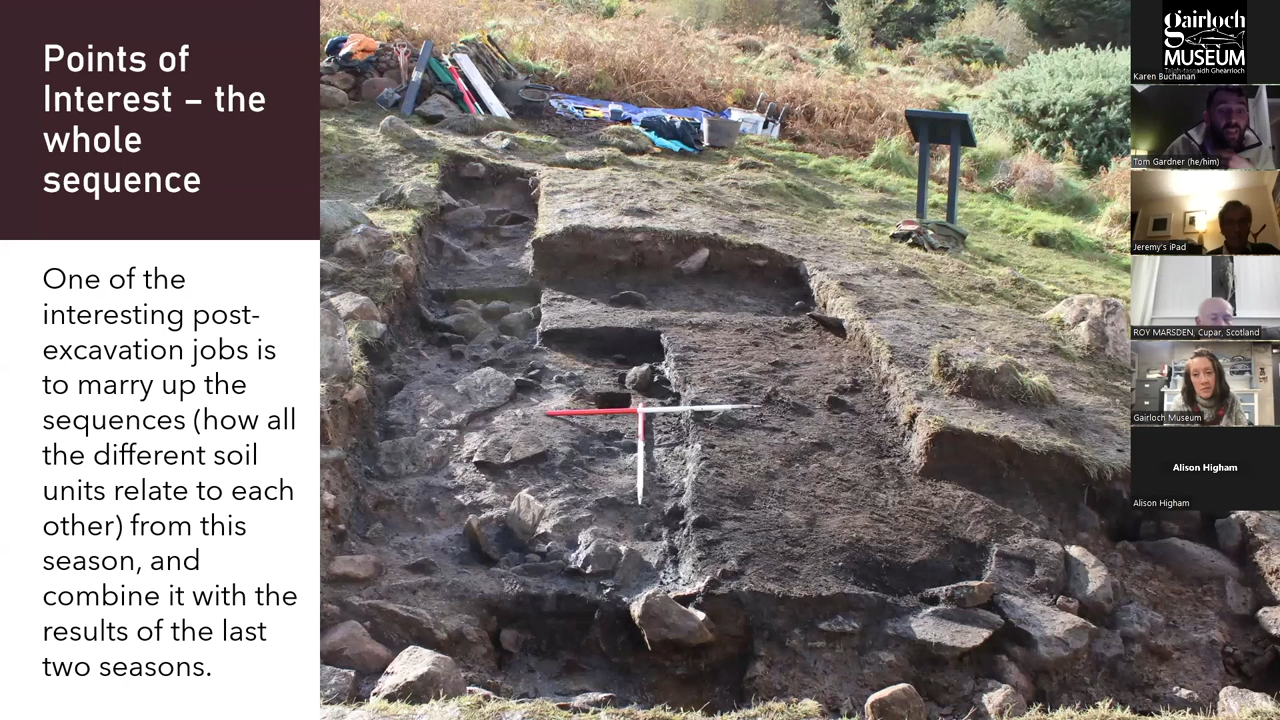 Points of
Interest – the
whole
sequence
One of the
interesting post-
excavation jobs is
to marry up the
sequences (how all
the different soil
units relate to each
other) from this
season, and
combine it with the
results of the last
two seasons.
gairloch
MUSEUM
Karen Buchanan
Tom Gardner (he/him)
Jeremy's iPad
ROY MARSDEN, Cupar, Scotland
Gairloch Museum
Alison Higham
Alison Higham